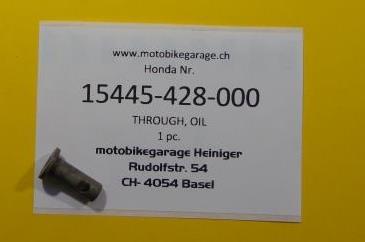 www.motobikegarage.ch
Honda Nr.
15445-428-000
THROUGH, OIL
1 pc.
motobikegarage Heiniger
Rudolfstr. 54
CH- 4054 Basel